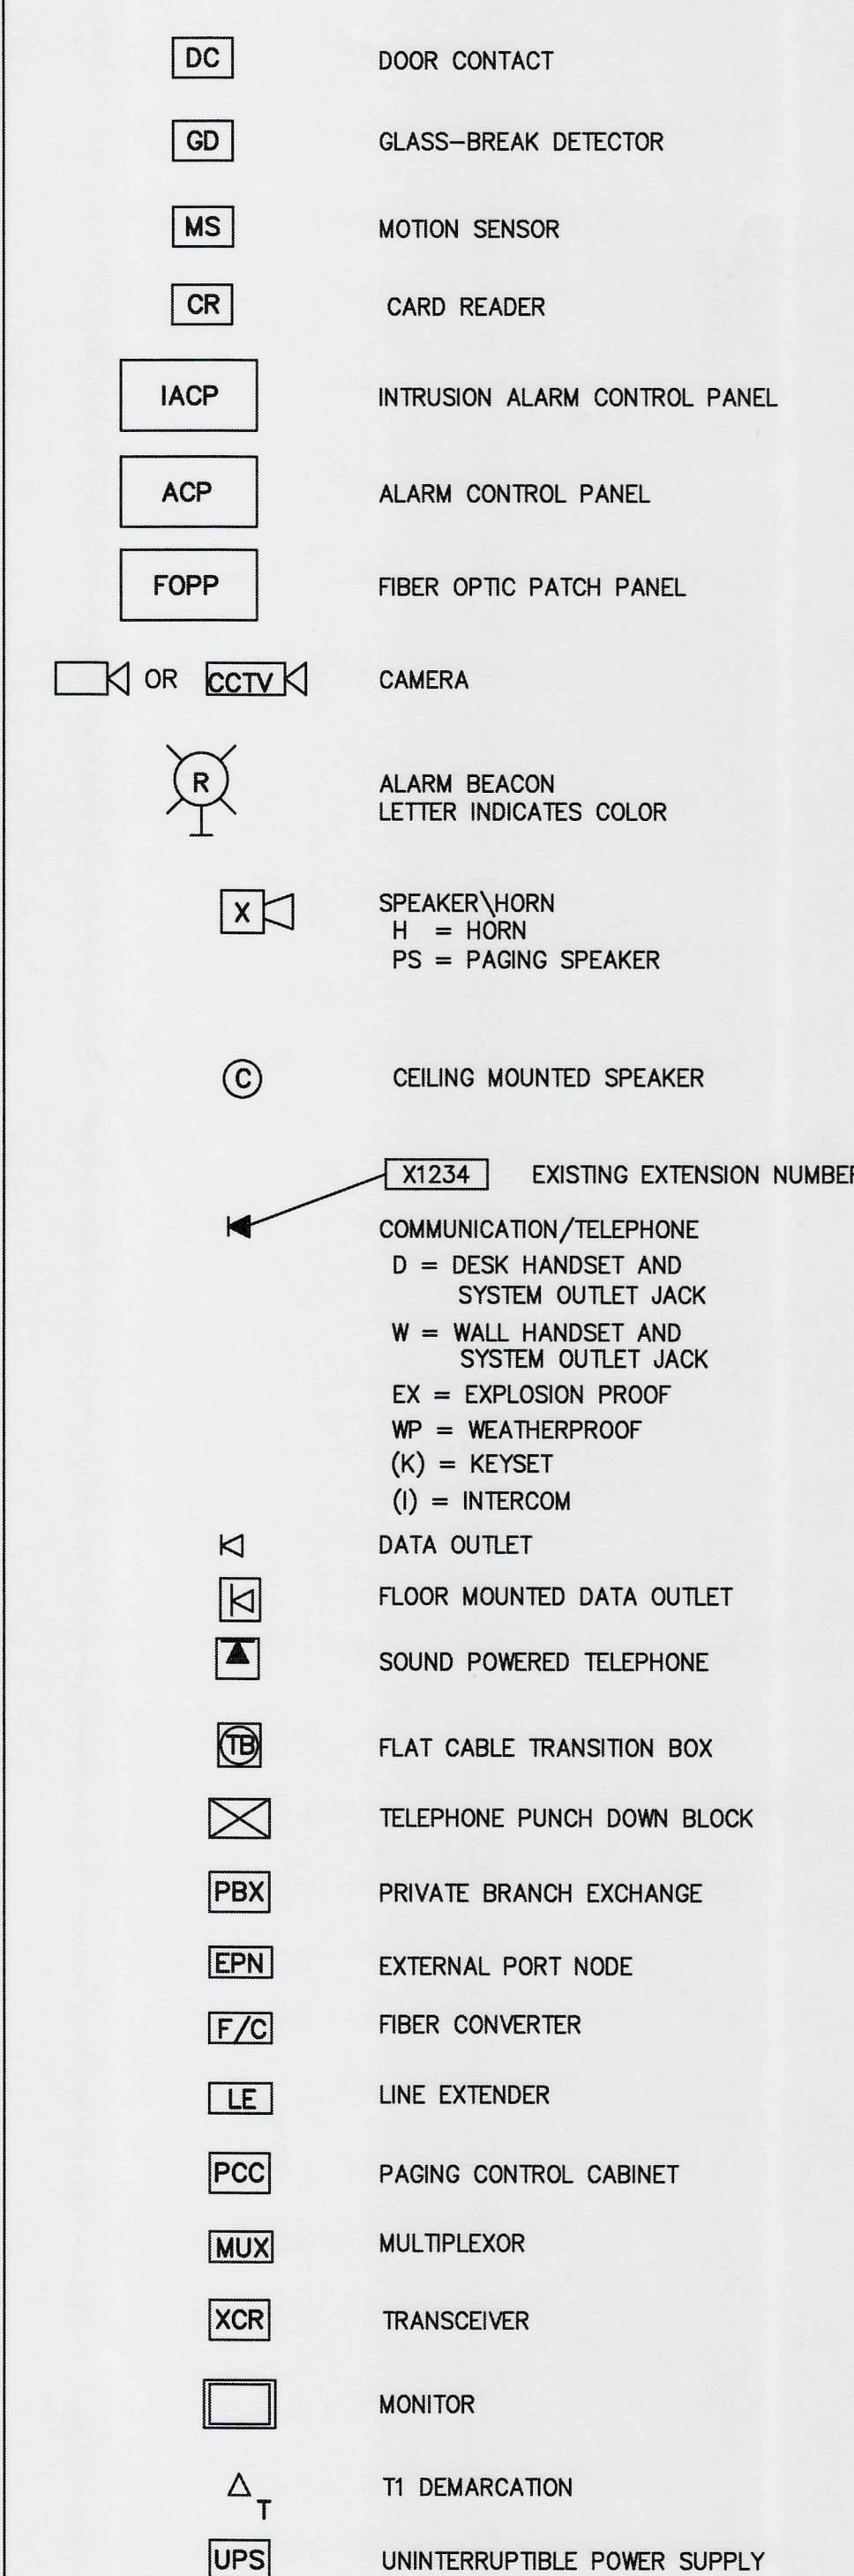 DC DOOR CONTACT
GD GLASS-BREAK DETECTOR
MS MOTION SENSOR
CR CARD READER
IACP INTRUSION ALARM CONTROL PANEL
ACP ALARM CONTROL PANEL
FOPP FIBER OPTIC PATCH PANEL
OR CCTV CAMERA
R ALARM BEACON
LETTER INDICATES COLOR
X SPEAKER\HORN
H = HORN
PS = PAGING SPEAKER
C CEILING MOUNTED SPEAKER
X1234 EXISTING EXTENSION NUMBER
COMMUNICATION/TELEPHONE
D = DESK HANDSET AND
SYSTEM OUTLET JACK
W = WALL HANDSET AND
SYSTEM OUTLET JACK
EX = EXPLOSION PROOF
WP = WEATHERPROOF
(K) = KEYSET
(I) = INTERCOM
DATA OUTLET
FLOOR MOUNTED DATA OUTLET
SOUND POWERED TELEPHONE
TB FLAT CABLE TRANSITION BOX
TELEPHONE PUNCH DOWN BLOCK
PBX PRIVATE BRANCH EXCHANGE
EPN EXTERNAL PORT NODE
F/C FIBER CONVERTER
LE LINE EXTENDER
PCC PAGING CONTROL CABINET
MUX MULTIPLEXOR
XCR TRANSCEIVER
MONITOR
T T1 DEMARCATION
UPS UNINTERRUPTIBLE POWER SUPPLY